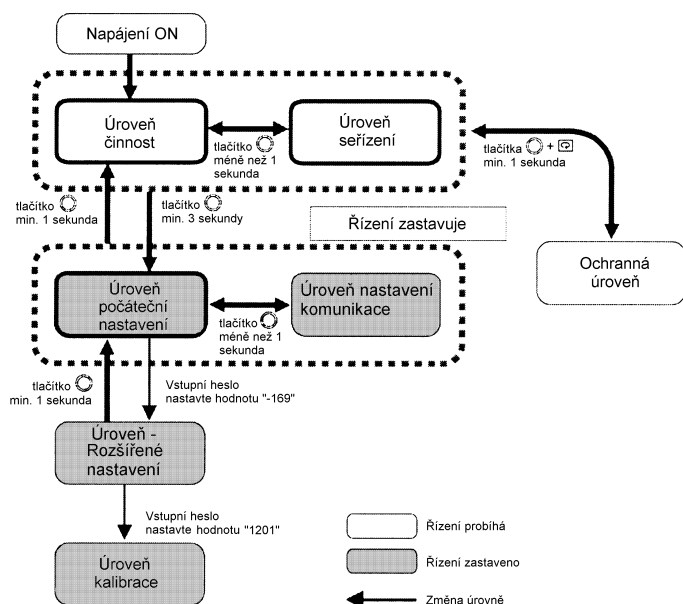 Napájení ON
Úroveň
činnost
tlačítko
méně než 1
sekunda
Úroveň
seřízení
tlačítka + 
min. 1 sekunda
tlačítko
min. 1 sekunda
tlačítko
min. 3 sekundy
Řízení zastavuje
Ochranná
úroveň
Úroveň
počáteční
nastavení
tlačítko
méně než 1
sekunda
Úroveň nastavení
komunikace
tlačítko
min. 1 sekunda
Vstupní heslo
nastavte hodnotu "-169"
Úroveň -
Rozšířené
nastavení
Vstupní heslo
nastavte hodnotu "1201"
Úroveň
kalibrace
Řízení probíhá
Řízení zastaveno
Změna úrovně